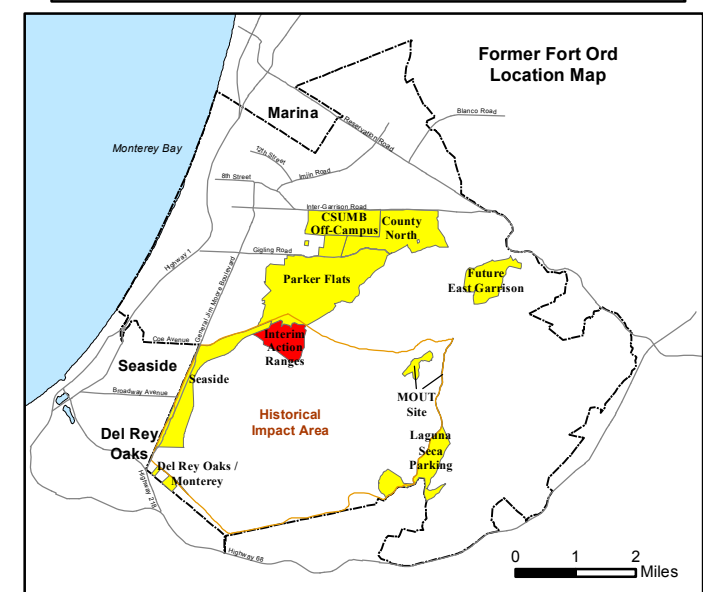 Former Fort Ord
Location Map
Marina
Blanco Road
Reservation Road
Monterey Bay
12th Street
Imjin Road
8th Street
Inter-Garrison Road
CSUMB
Off-Campus
County
North
Gigling Road
Highway 1
General Jim Moore Boulevard
Parker Flats
Future
East Garrison
Coe Avenue
Interim
Action
Ranges
Seaside
Seaside
Broadway Avenue
MOUT
Site
Historical
Impact Area
Del Rey
Oaks
Laguna
Seca
Parking
Del Rey Oaks /
Monterey
Highway 218
Highway 68
0 1 2
Miles